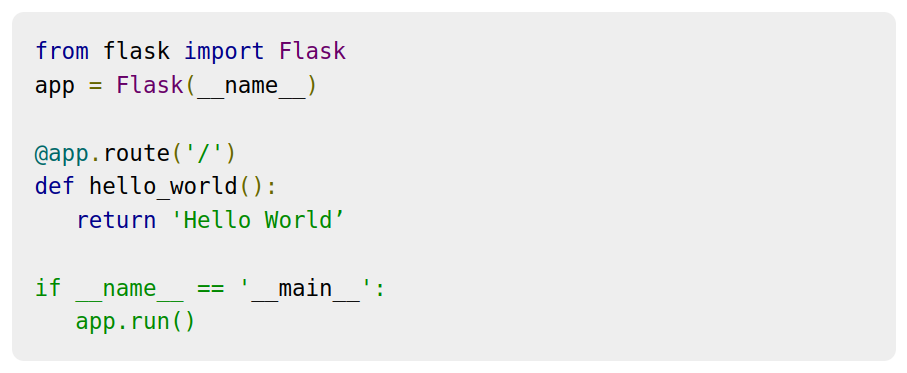 from flask import Flask
app = Flask(__name__)

@app.route('/')
def hello_world():
   return 'Hello World’

if __name__ == '__main__':
   app.run()